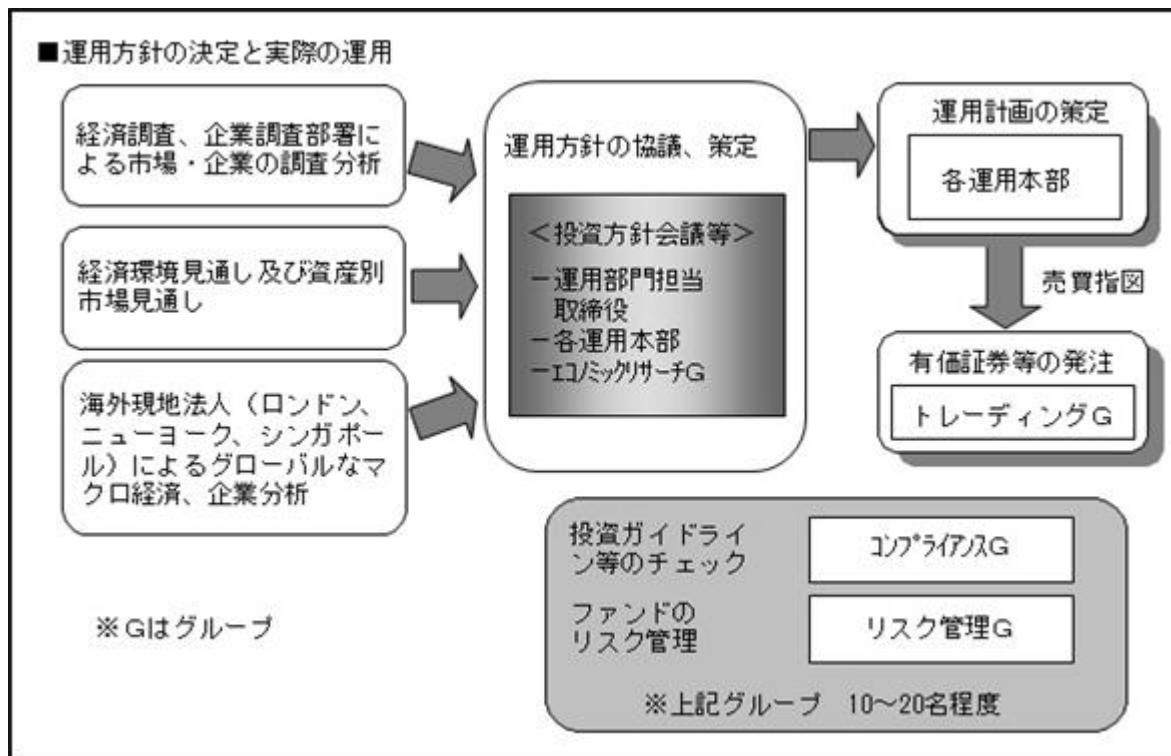 ■運用方針の決定と実際の運用
経済調査、企業調査部署に
よる市場・企業の調査分析
経済環境見通し及び資産別
市場見通し
海外現地法人（ロンドン、
ニューヨーク、シンガポー
ル）によるグローバルなマ
クロ経済、企業分析
運用方針の協議、策定
＜投資方針会議等＞
－運用部門担当
取締役
－各運用本部
－ｴｺﾉﾐｯｸﾘｻｰﾁＧ
運用計画の策定
各運用本部
売買指図
有価証券等の発注
トレーディングＧ
投資ガイドライ
ン等のチェック
ｺﾝﾌﾟﾗｲｱﾝｽＧ
ファンドの
リスク管理
リスク管理Ｇ
※上記グループ　10～20名程度
※Ｇはグループ